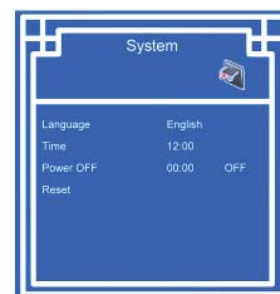 System
Language English
Time 12:00
Power OFF 00:00 OFF
Reset